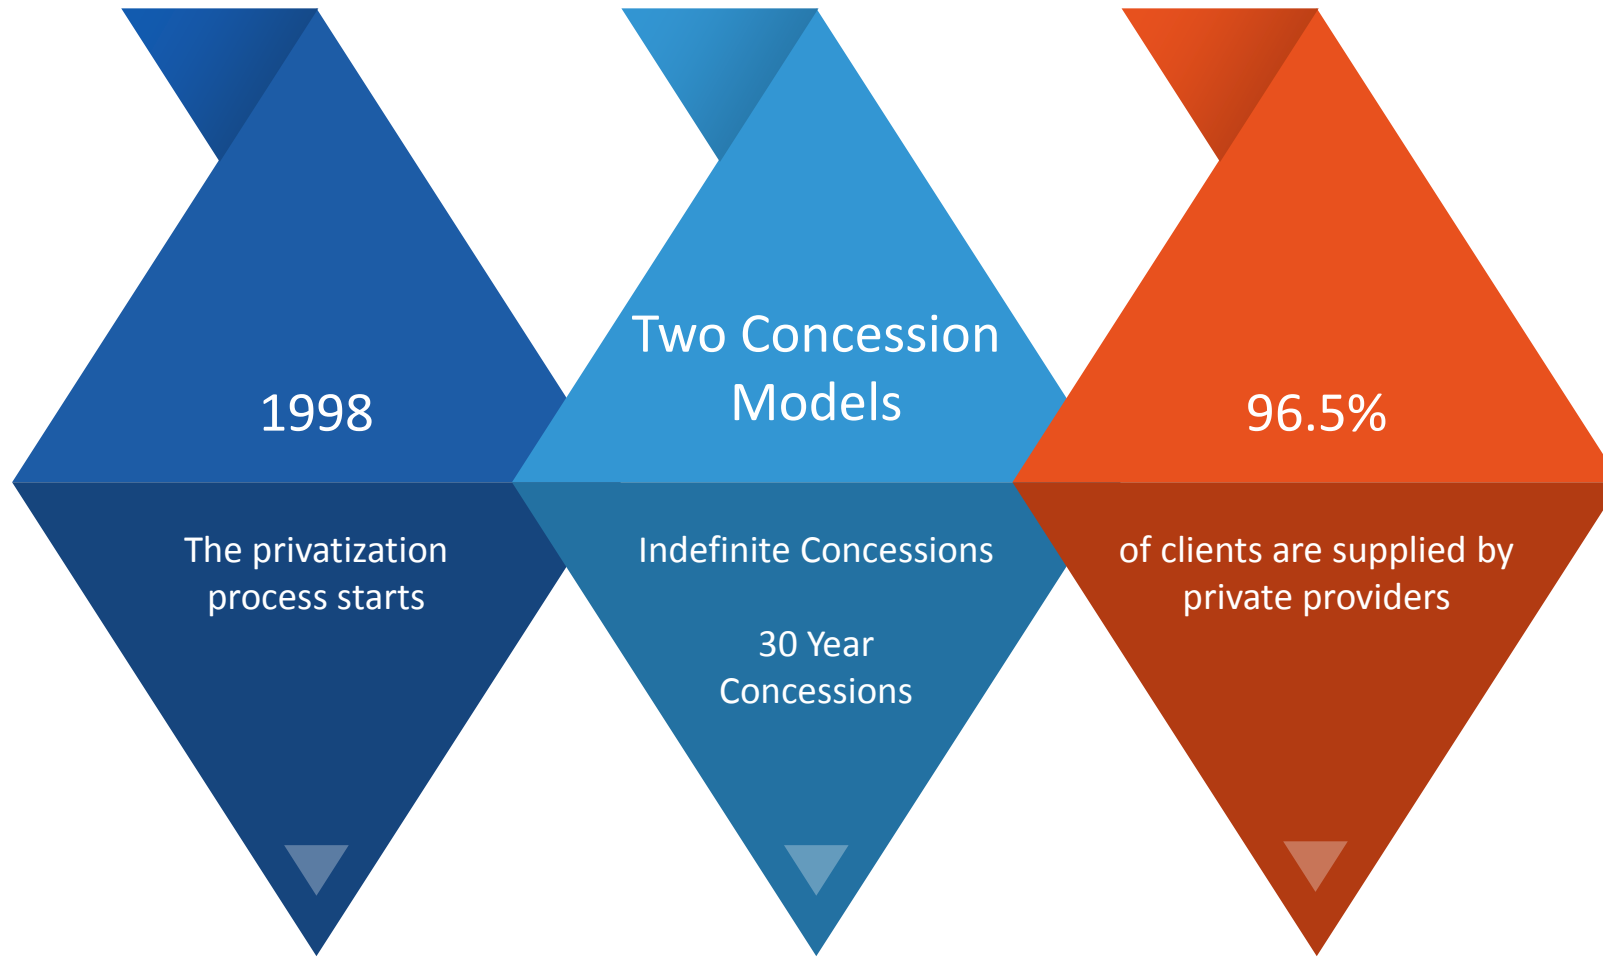 1998
The privatization
process starts
Two Concession
Models
Indefinite Concessions
30 Year
Concessions
96.5%
of clients are supplied by
private providers